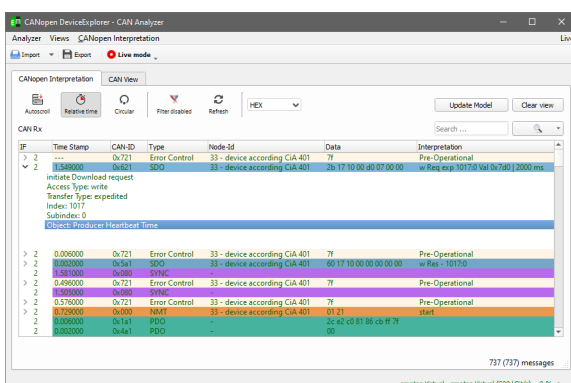 CANopen DeviceExplorer - CAN Analyzer
Analyzer Views CANopen Interpretation Liv
Import Export Live mode
CANopen Interpretation CAN View
Autoscroll Relative time Circular Filter disabled Refresh HEX Update Model Clear view
CAN Rx Search ...
IF Time Stamp CAN-ID Type Node-Id Data Interpretation
2 --- 0x721 Error Control 33 - device according CiA 401 7f Pre-Operational
2 1.549000 0x621 SDO 33 - device according CiA 401 2b 17 10 00 d0 07 00 00 w Req exp 1017:0 Val 0x7d0 | 2000 ms
initiate Download request
Access Type: write
Transfer Type: expedited
Index: 1017
Subindex: 0
Object: Producer Heartbeat Time
2 0.006000 0x721 Error Control 33 - device according CiA 401 7f Pre-Operational
2 0.002000 0x5a1 SDO 33 - device according CiA 401 60 17 10 00 00 00 00 00 w Res - 1017:0
2 1.581000 0x080 SYNC -
2 0.496000 0x721 Error Control 33 - device according CiA 401 7f Pre-Operational
2 1.505000 0x080 SYNC -
2 0.576000 0x721 Error Control 33 - device according CiA 401 7f Pre-Operational
2 0.729000 0x000 NMT 33 - device according CiA 401 01 21 start
2 0.006000 0x1a1 PDO - 2c e2 c0 81 86 cb ff 7f
2 0.002000 0x4a1 PDO - 00
737 (737) messages